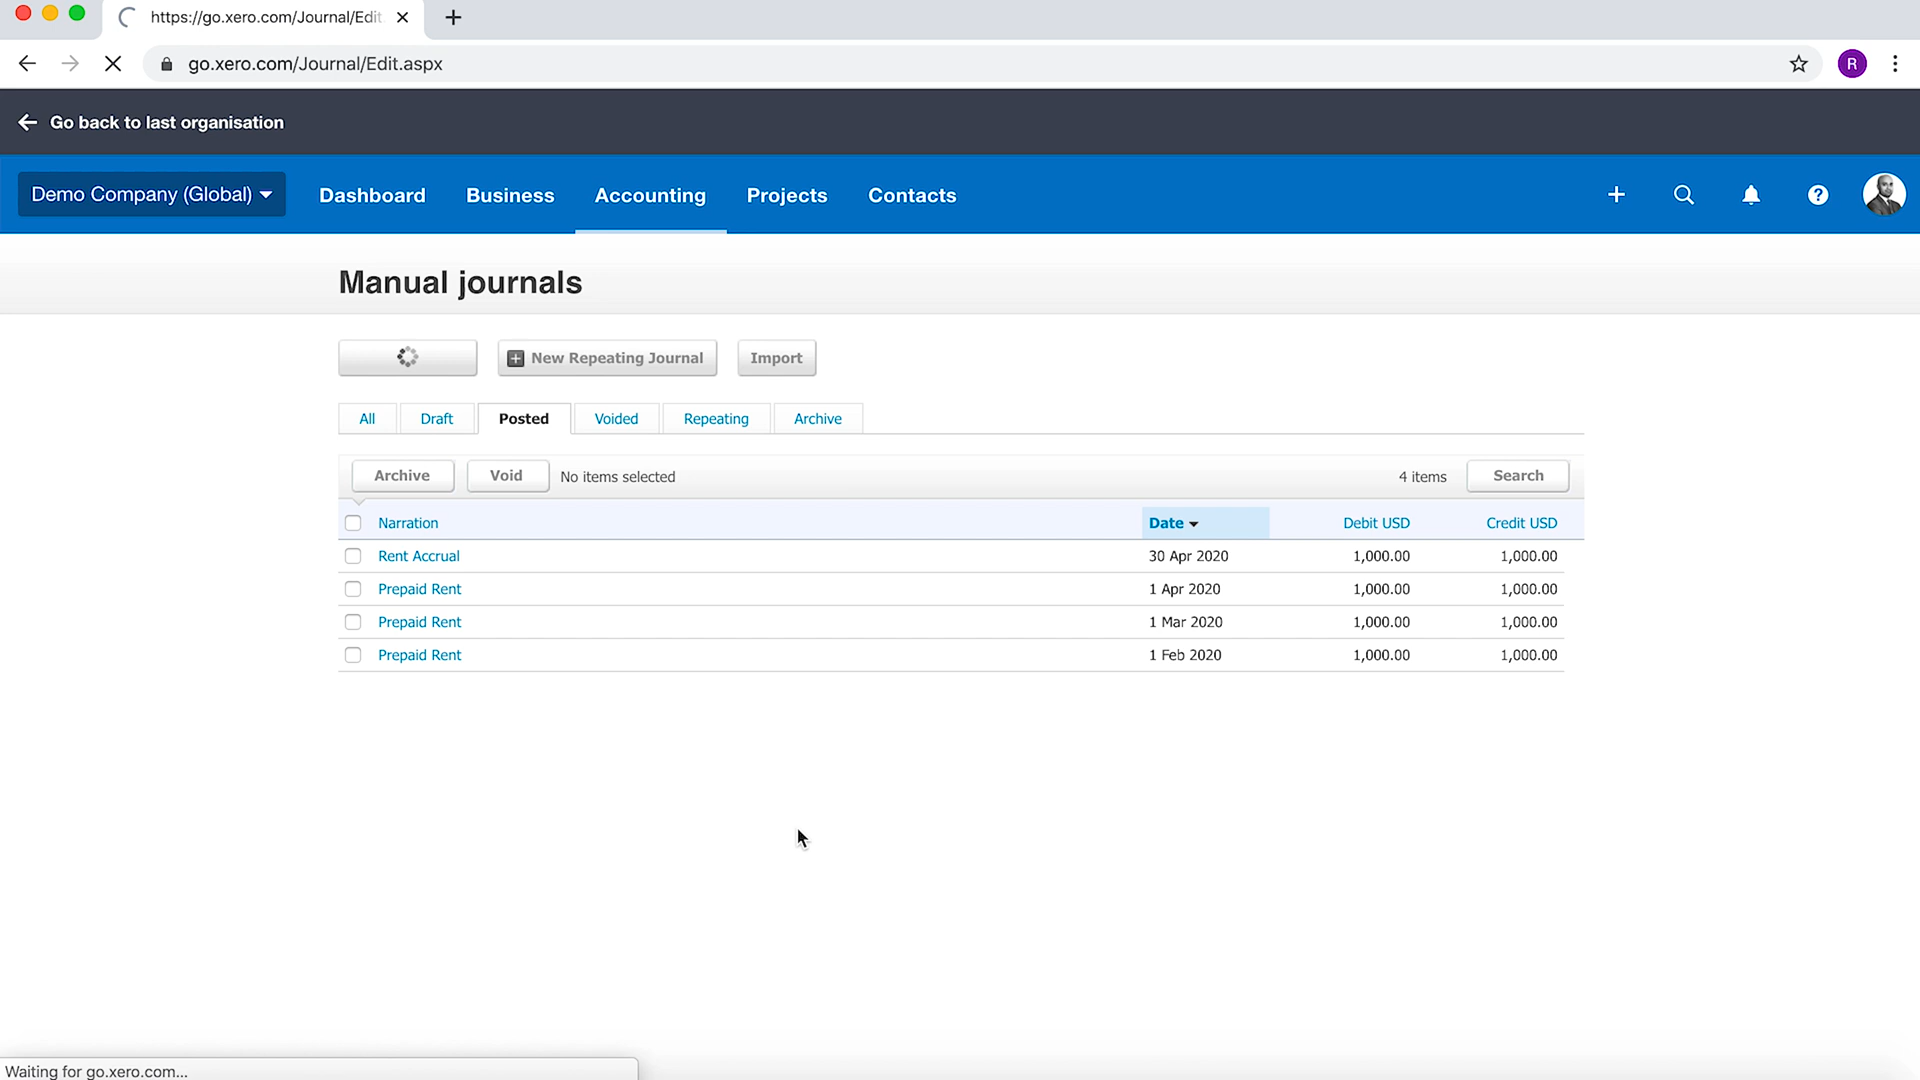 https://go.xero.com/Journal/Edit
go.xero.com/Journal/Edit.aspx
R
Go back to last organisation
Demo Company (Global) Dashboard Business Accounting Projects Contacts
Manual journals
New Repeating Journal Import
All Draft Posted Voided Repeating Archive
Archive Void No items selected 4 items Search
Narration Date Debit USD Credit USD
Rent Accrual 30 Apr 2020 1,000.00 1,000.00
Prepaid Rent 1 Apr 2020 1,000.00 1,000.00
Prepaid Rent 1 Mar 2020 1,000.00 1,000.00
Prepaid Rent 1 Feb 2020 1,000.00 1,000.00
Waiting for go.xero.com...